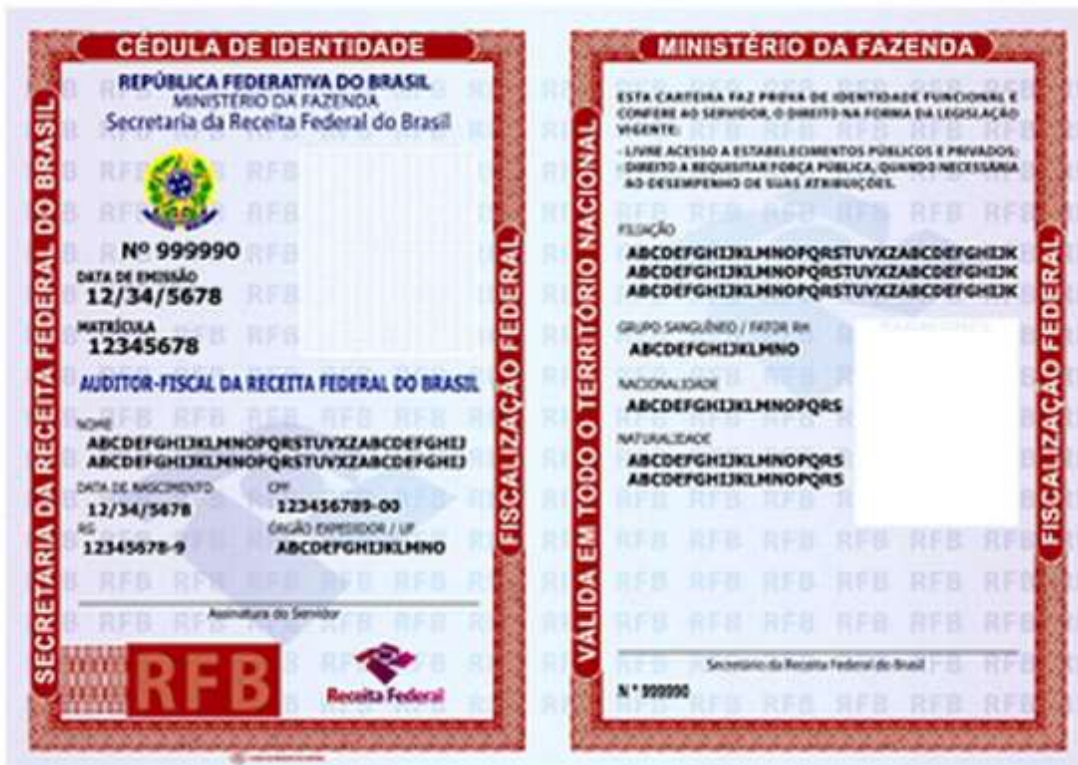 CÉDULA DE IDENTIDADE
REPÚBLICA FEDERATIVA DO BRASIL
MINISTÉRIO DA FAZENDA
Secretaria da Receita Federal do Brasil
Nº 999990
DATA DE EMISSÃO
12/34/5678
MATRÍCULA
12345678
AUDITOR-FISCAL DA RECEITA FEDERAL DO BRASIL
NOME
ABCDEFGHIJKLMNOPQRSTUVXZABCDEFGHIJ
ABCDEFGHIJKLMNOPQRSTUVXZABCDEFGHIJ
DATA DE NASCIMENTO CPF
12/34/5678 123456789-00
RG ÓRGÃO EXPEDIDOR / UF
12345678-9 ABCDEFGHIJKLMNO
Assinatura do Servidor
RFB
Receita Federal
SECRETARIA DA RECEITA FEDERAL DO BRASIL
FISCALIZAÇÃO FEDERAL
MINISTÉRIO DA FAZENDA
ESTA CARTEIRA FAZ PROVA DE IDENTIDADE FUNCIONAL E
CONFERE AO SERVIDOR, O DIREITO NA FORMA DA LEGISLAÇÃO
VIGENTE:
- LIVRE ACESSO A ESTABELECIMENTOS PÚBLICOS E PRIVADOS;
- DIREITO A REQUISITAR FORÇA PÚBLICA, QUANDO NECESSÁRIA
AO DESEMPENHO DE SUAS ATRIBUIÇÕES.
FILIAÇÃO
ABCDEFGHIJKLMNOPQRSTUVXZABCDEFGHIJK
ABCDEFGHIJKLMNOPQRSTUVXZABCDEFGHIJK
ABCDEFGHIJKLMNOPQRSTUVXZABCDEFGHIJK
GRUPO SANGUÍNEO / FATOR RH
ABCDEFGHIJKLMNO
NACIONALIDADE
ABCDEFGHIJKLMNOPQRS
NATURALIDADE
ABCDEFGHIJKLMNOPQRS
ABCDEFGHIJKLMNOPQRS
Secretário da Receita Federal do Brasil
N º 999990
VALIDA EM TODO O TERRITÓRIO NACIONAL
FISCALIZAÇÃO FEDERAL